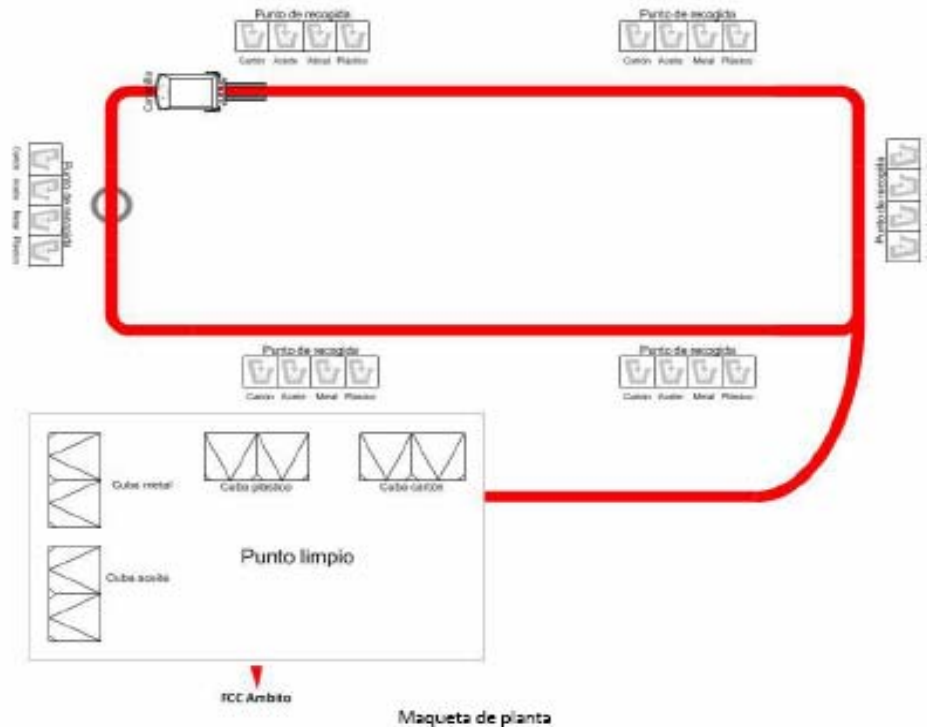 Punto de recogida
Cartón Aceite Metal Plástico
Punto de recogida
Cartón Aceite Metal Plástico
Carretilla
Punto de recogida
Cartón Aceite Metal Plástico
Punto de recogida
Punto de recogida
Cartón Aceite Metal Plástico
Punto de recogida
Cartón Aceite Metal Plástico
Cuba metal
Cuba plástico
Cuba cartón
Punto limpio
Cuba aceite
FCC Ambito
Maqueta de planta